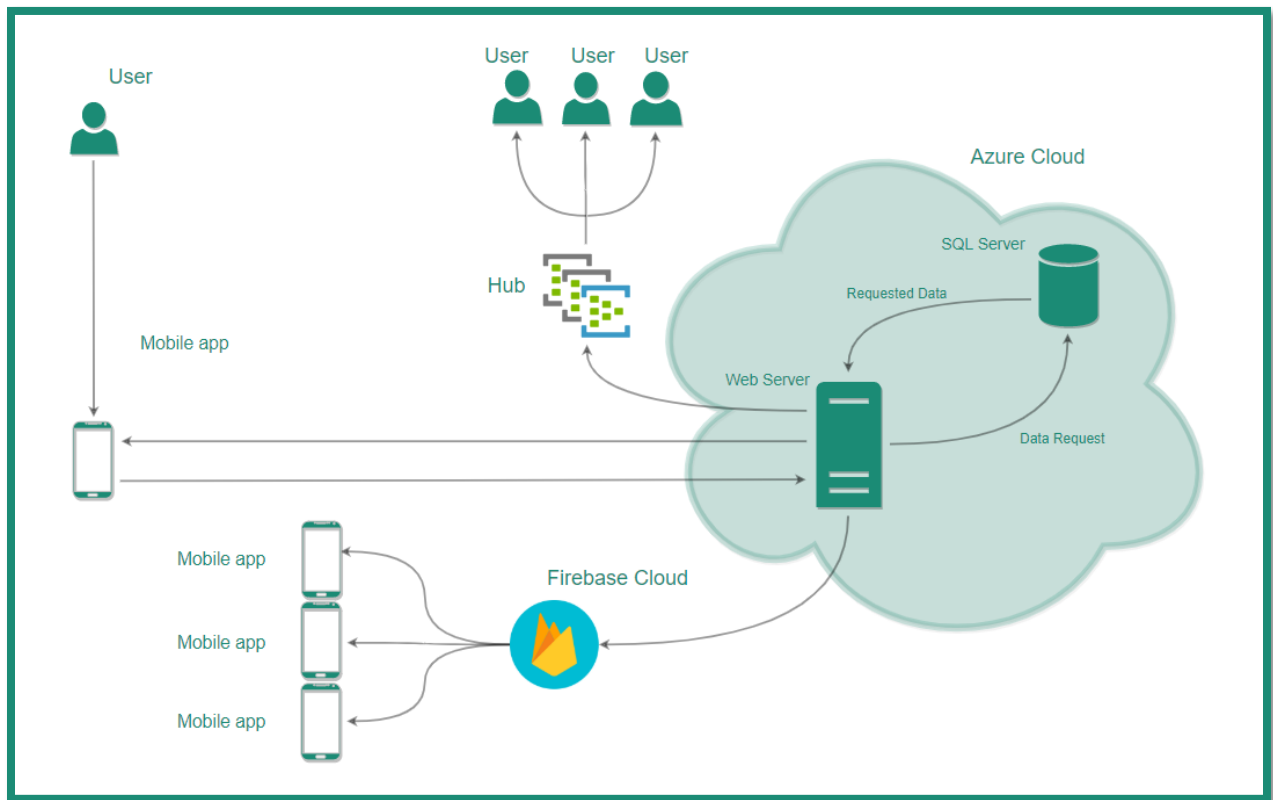 User User User
User
Azure Cloud
SQL Server
Hub
Requested Data
Mobile app
Web Server
Data Request
Mobile app
Firebase Cloud
Mobile app
Mobile app